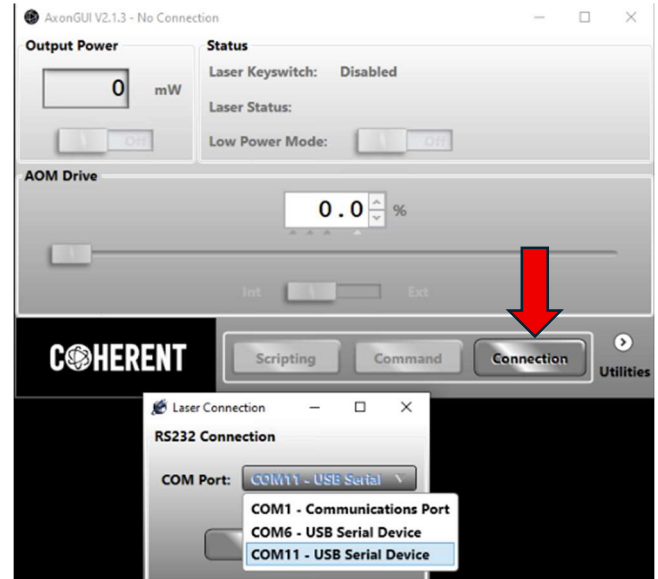 AxonGUI V2.1.3 - No Connection
Output Power
0 mW
Off
Status
Laser Keyswitch: Disabled
Laser Status:
Low Power Mode: Off
AOM Drive
0.0 %
Int Ext
COHERENT
Scripting Command Connection
Utilities
Laser Connection
RS232 Connection
COM Port: COM11 - USB Serial
COM1 - Communications Port
COM6 - USB Serial Device
COM11 - USB Serial Device